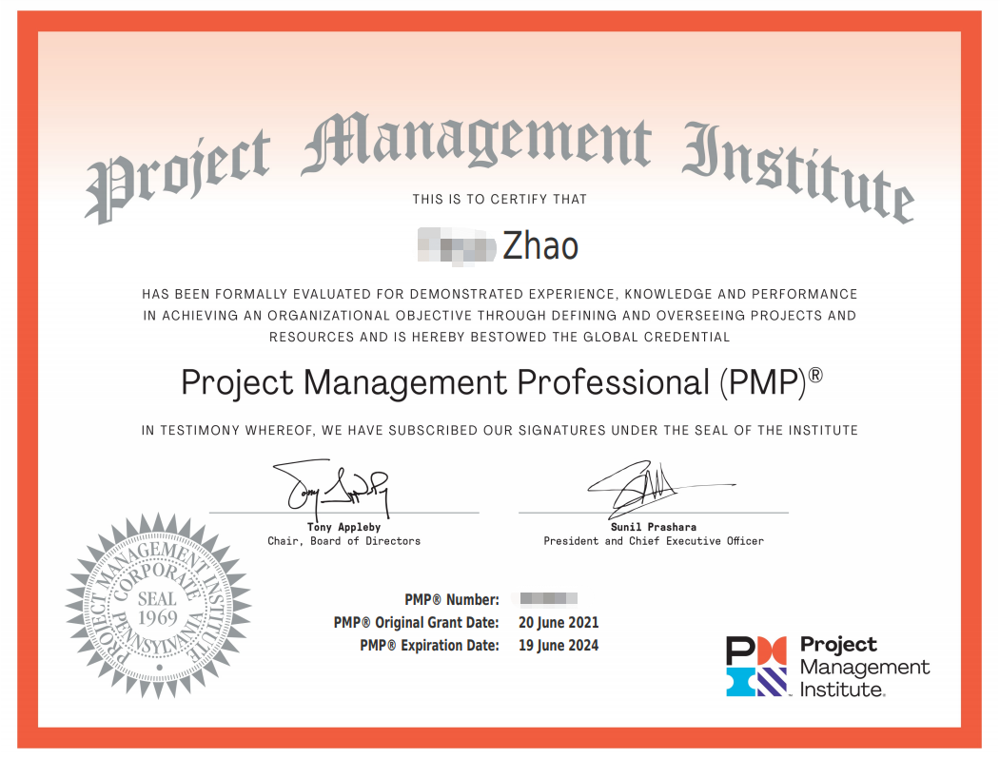 Project Management Institute
THIS IS TO CERTIFY THAT
Zhao
HAS BEEN FORMALLY EVALUATED FOR DEMONSTRATED EXPERIENCE, KNOWLEDGE AND PERFORMANCE
IN ACHIEVING AN ORGANIZATIONAL OBJECTIVE THROUGH DEFINING AND OVERSEEING PROJECTS AND
RESOURCES AND IS HEREBY BESTOWED THE GLOBAL CREDENTIAL
Project Management Professional (PMP)®
IN TESTIMONY WHEREOF, WE HAVE SUBSCRIBED OUR SIGNATURES UNDER THE SEAL OF THE INSTITUTE
Tony Appleby
Chair, Board of Directors
Sunil Prashara
President and Chief Executive Officer
PROJECT MANAGEMENT INSTITUTE
CORPORATE
SEAL
1969
PENNSYLVANIA
PMP® Number:
PMP® Original Grant Date: 20 June 2021
PMP® Expiration Date: 19 June 2024
PM
Project
Management
Institute.